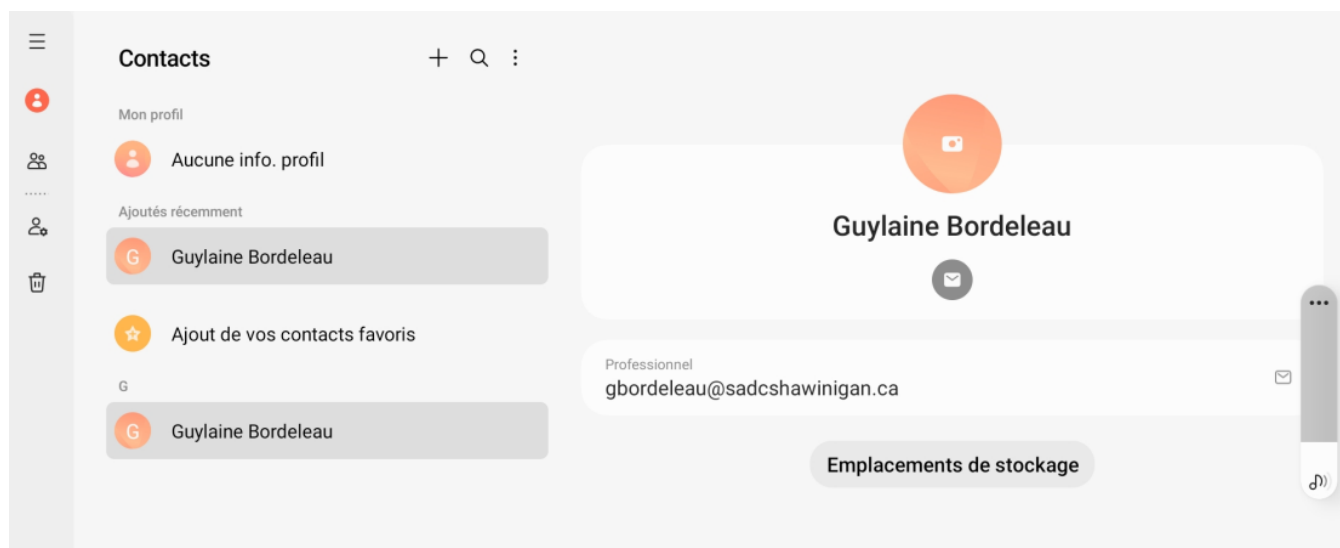 Contacts
Mon profil
Aucune info. profil
Ajoutés récemment
G
Guylaine Bordeleau
Ajout de vos contacts favoris
G
G
Guylaine Bordeleau
Guylaine Bordeleau
Professionnel
gbordeleau@sadcshawinigan.ca
Emplacements de stockage